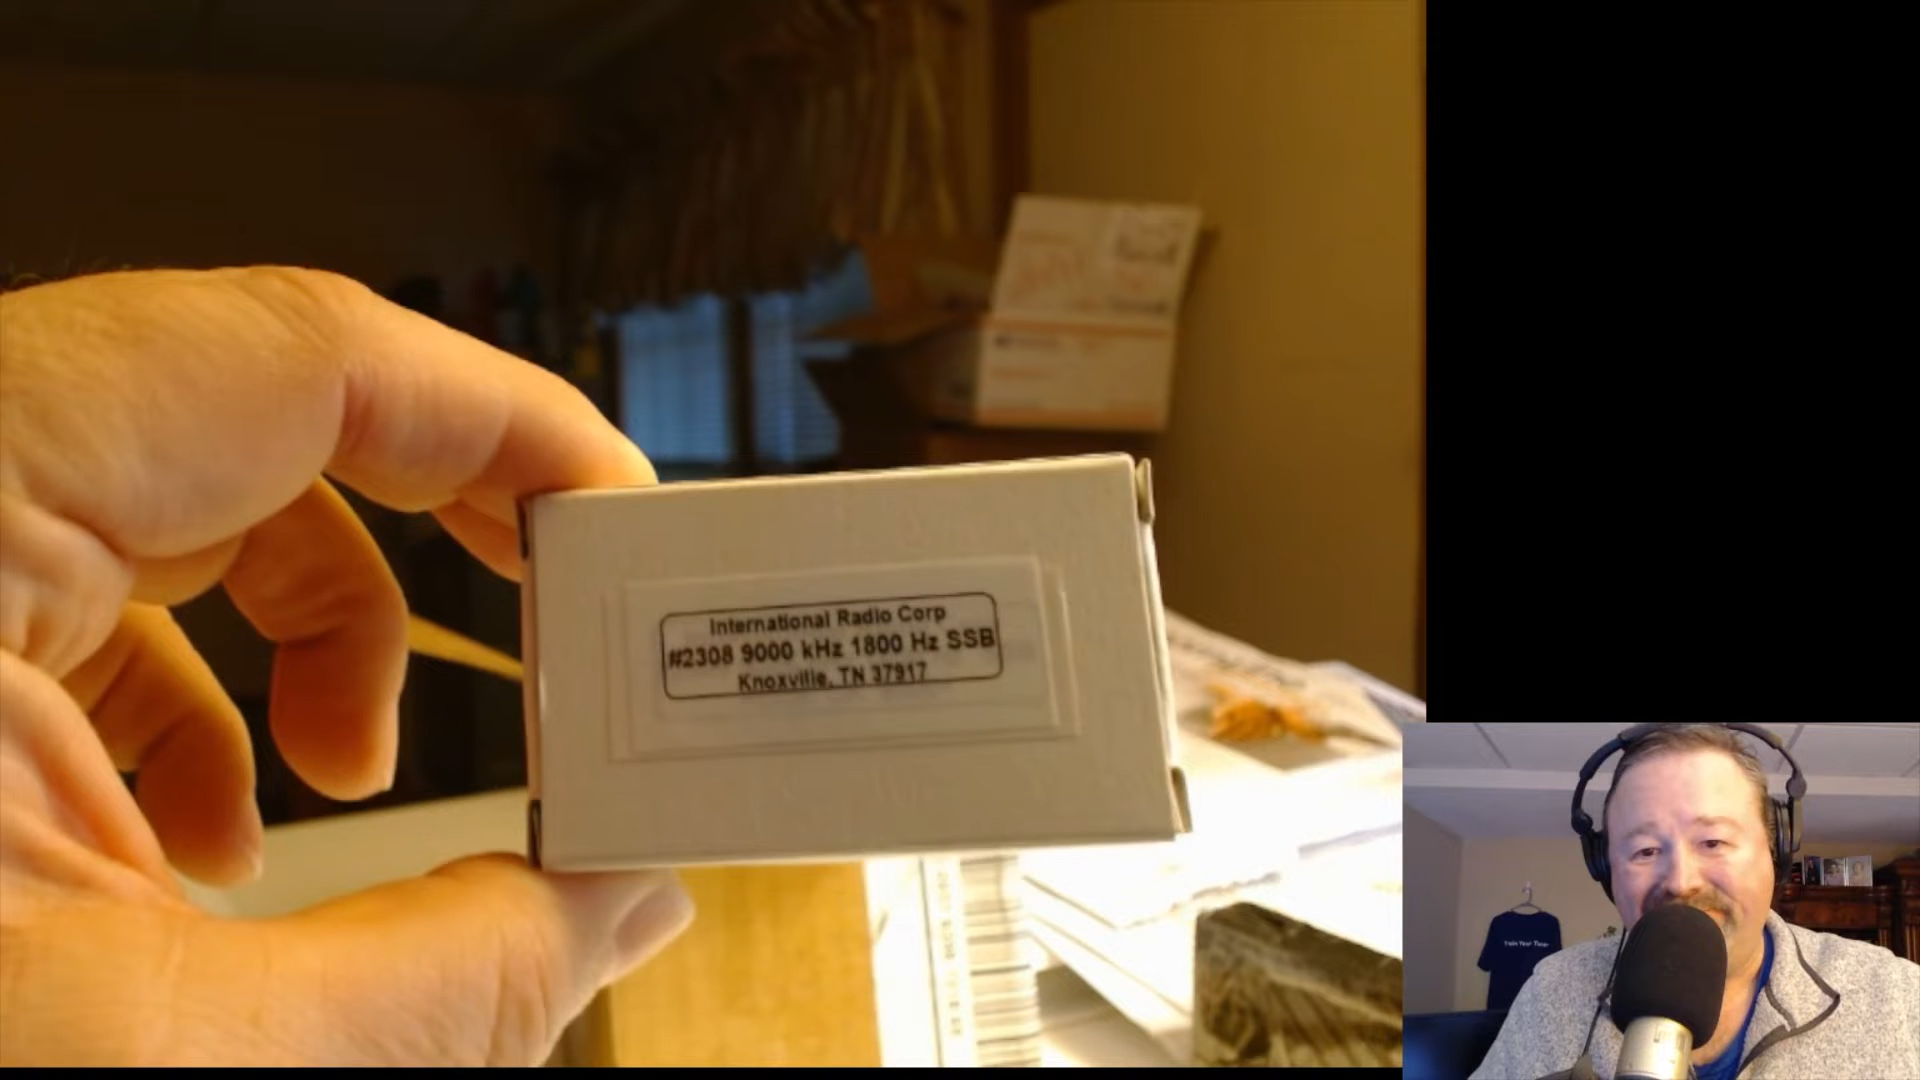 International Radio Corp
#2308 9000 kHz 1800 Hz SSB
Knoxville, TN 37917